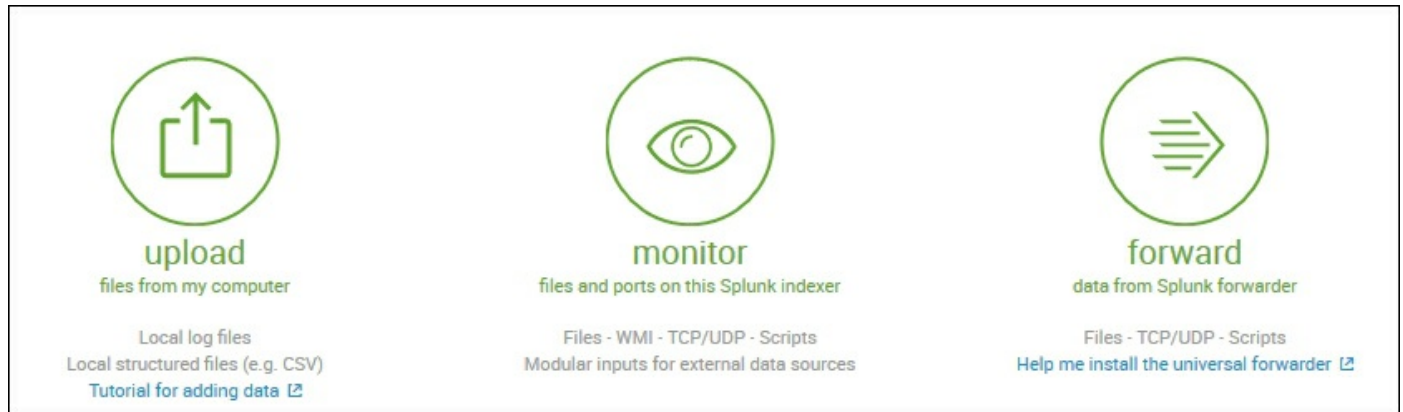 upload
files from my computer
Local log files
Local structured files (e.g. CSV)
Tutorial for adding data
monitor
files and ports on this Splunk indexer
Files - WMI - TCP/UDP - Scripts
Modular inputs for external data sources
forward
data from Splunk forwarder
Files - TCP/UDP - Scripts
Help me install the universal forwarder